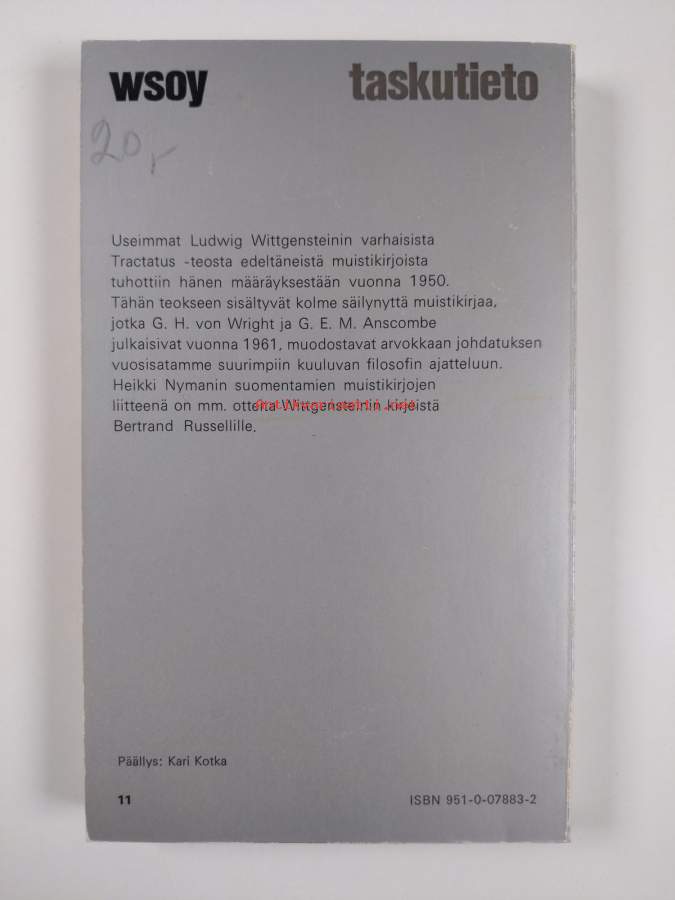 wsoy taskutieto
20,-
Useimmat Ludwig Wittgensteinin varhaisista
Tractatus -teosta edeltäneistä muistikirjoista
tuhottiin hänen määräyksestään vuonna 1950.
Tähän teokseen sisältyvät kolme säilynyttä muistikirjaa,
jotka G. H. von Wright ja G. E. M. Anscombe
julkaisivat vuonna 1961, muodostavat arvokkaan johdatuksen
vuosisatamme suurimpiin kuuluvan filosofin ajatteluun.
Heikki Nymanin suomentamien muistikirjojen
liitteenä on mm. otteita Wittgensteinin kirjeistä
Bertrand Russellille.
Päällys: Kari Kotka
11 ISBN 951-0-07883-2